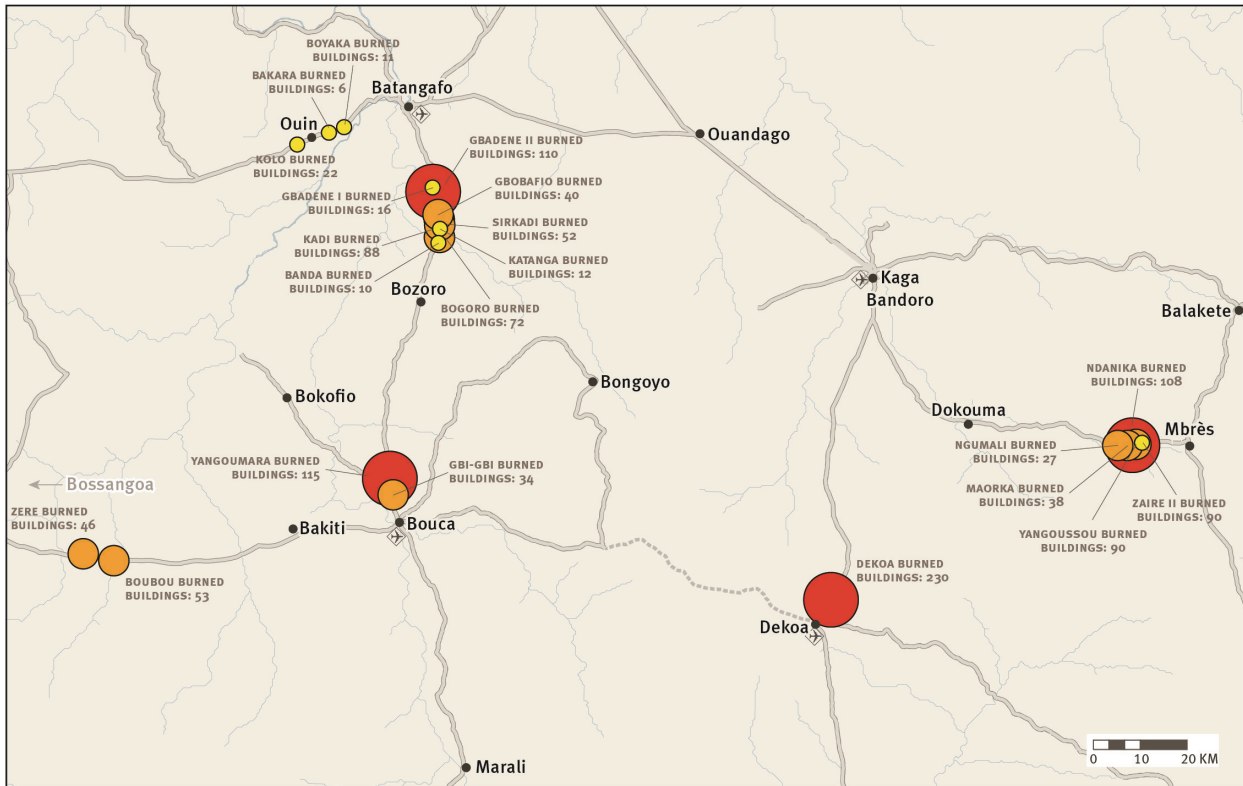 BOYAKA BURNED
BUILDINGS: 11
BAKARA BURNED
BUILDINGS: 6
Batangafo
Ouin
Ouandago
KOLO BURNED
BUILDINGS: 22
GBADENE II BURNED
BUILDINGS: 110
GBADENE I BURNED
BUILDINGS: 16
GBOBAFIO BURNED
BUILDINGS: 40
SIRKADI BURNED
BUILDINGS: 52
KADI BURNED
BUILDINGS: 88
KATANGA BURNED
BUILDINGS: 12
BANDA BURNED
BUILDINGS: 10
Bozoro
BOGORO BURNED
BUILDINGS: 72
Kaga
Bandoro
Balakete
Bongoyo
Bokofio
NDANIKA BURNED
BUILDINGS: 108
Dokouma
Mbrès
NGUMALI BURNED
BUILDINGS: 27
MAORKA BURNED
BUILDINGS: 38
ZAIRE II BURNED
BUILDINGS: 90
YANGOUSSOU BURNED
BUILDINGS: 90
YANGOUMARA BURNED
BUILDINGS: 115
GBI-GBI BURNED
BUILDINGS: 34
Bossangoa
ZERE BURNED
BUILDINGS: 46
Bakiti
Bouca
BOUBOU BURNED
BUILDINGS: 53
DEKOA BURNED
BUILDINGS: 230
Dekoa
Marali
0 10 20 KM